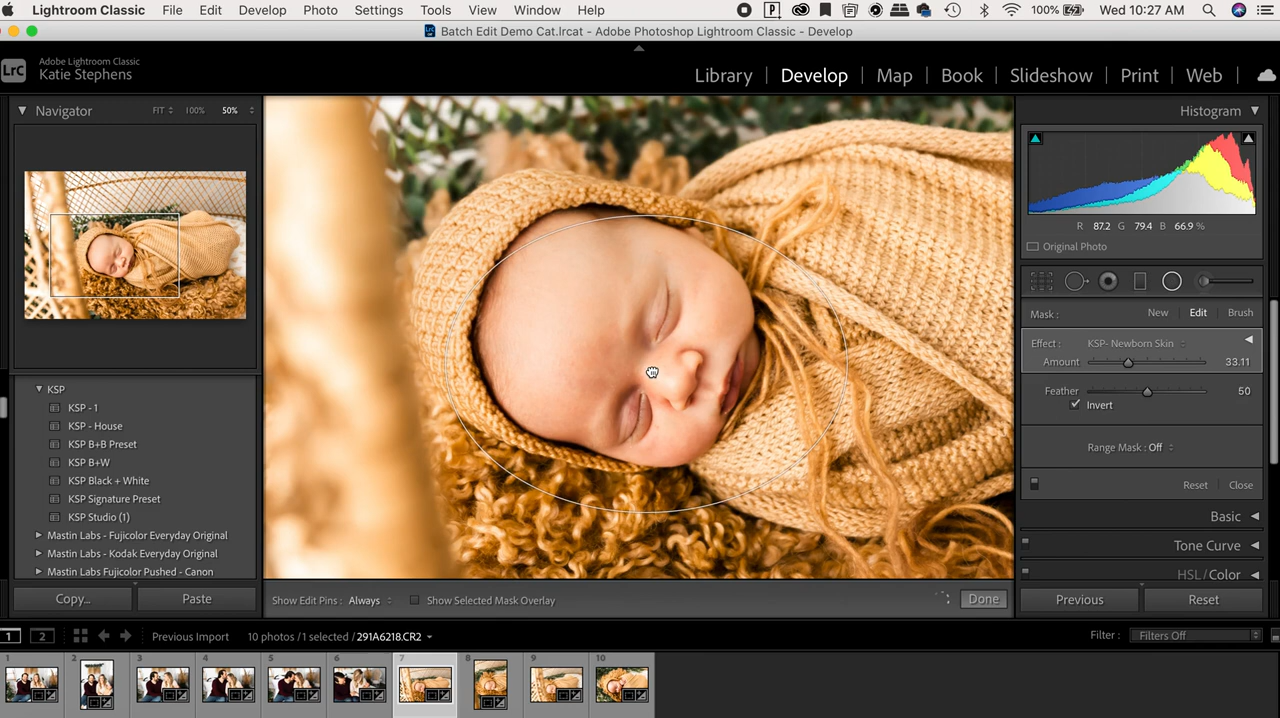 Lightroom Classic File Edit Develop Photo Settings Tools View Window Help 100% Wed 10:27 AM
Batch Edit Demo Cat.lrcat - Adobe Photoshop Lightroom Classic - Develop
LrC Adobe Lightroom Classic
Katie Stephens
Library | Develop | Map | Book | Slideshow | Print | Web
Navigator FIT 100% 50%
Histogram
R 87.2 G 79.4 B 66.9 %
Original Photo
Mask : New Edit Brush
Effect : KSP- Newborn Skin
Amount 33.11
Feather 50
Invert
Range Mask : Off
Reset Close
Basic
Tone Curve
HSL / Color
Previous Reset
KSP
KSP - 1
KSP - House
KSP B+B Preset
KSP B+W
KSP Black + White
KSP Signature Preset
KSP Studio (1)
Mastin Labs - Fujicolor Everyday Original
Mastin Labs - Kodak Everyday Original
Mastin Labs Fujicolor Pushed - Canon
Copy... Paste
Show Edit Pins : Always Show Selected Mask Overlay Done
1 2 Previous Import 10 photos / 1 selected / 291A6218.CR2 Filter : Filters Off
1 2 3 4 5 6 7 8 9 10